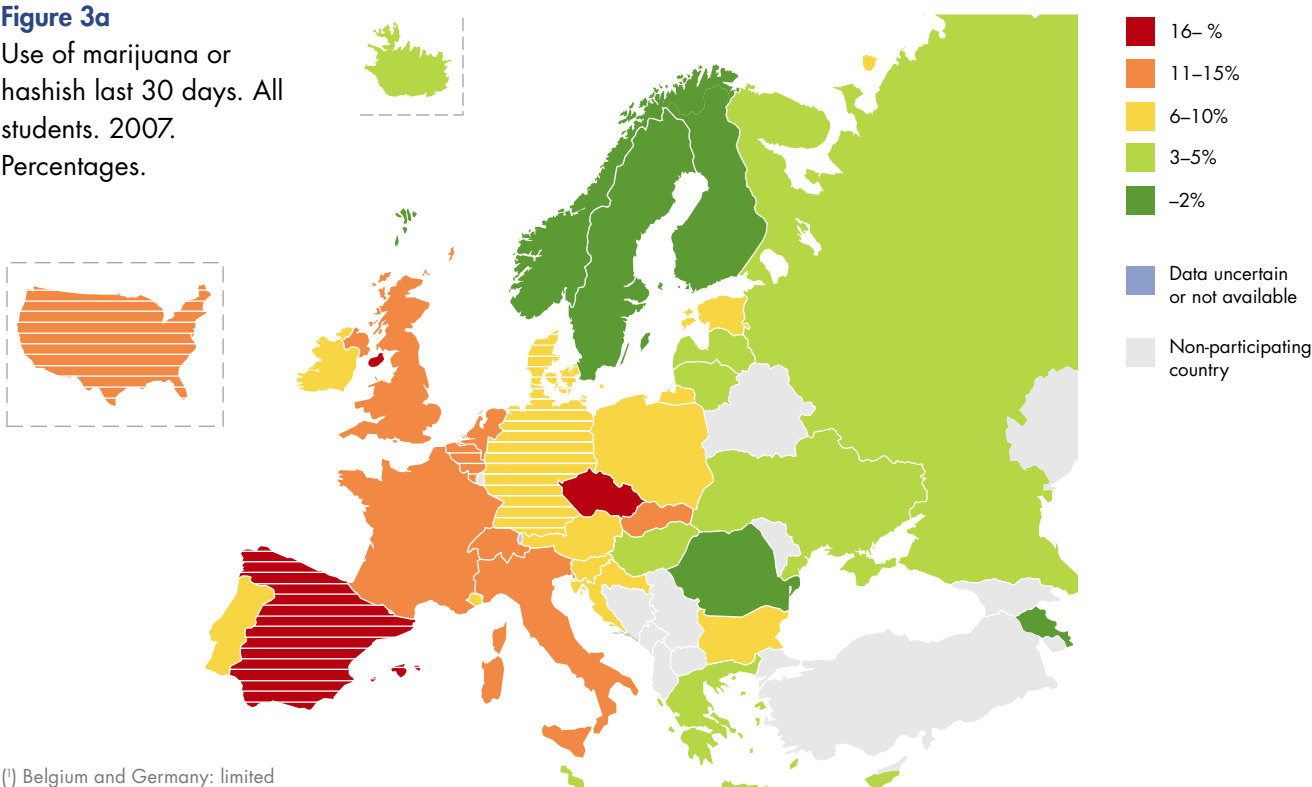 Figure 3a
Use of marijuana or
hashish last 30 days. All
students. 2007.
Percentages.
16– %
11–15%
6–10%
3–5%
–2%
Data uncertain
or not available
Non-participating
country
(¹) Belgium and Germany: limited